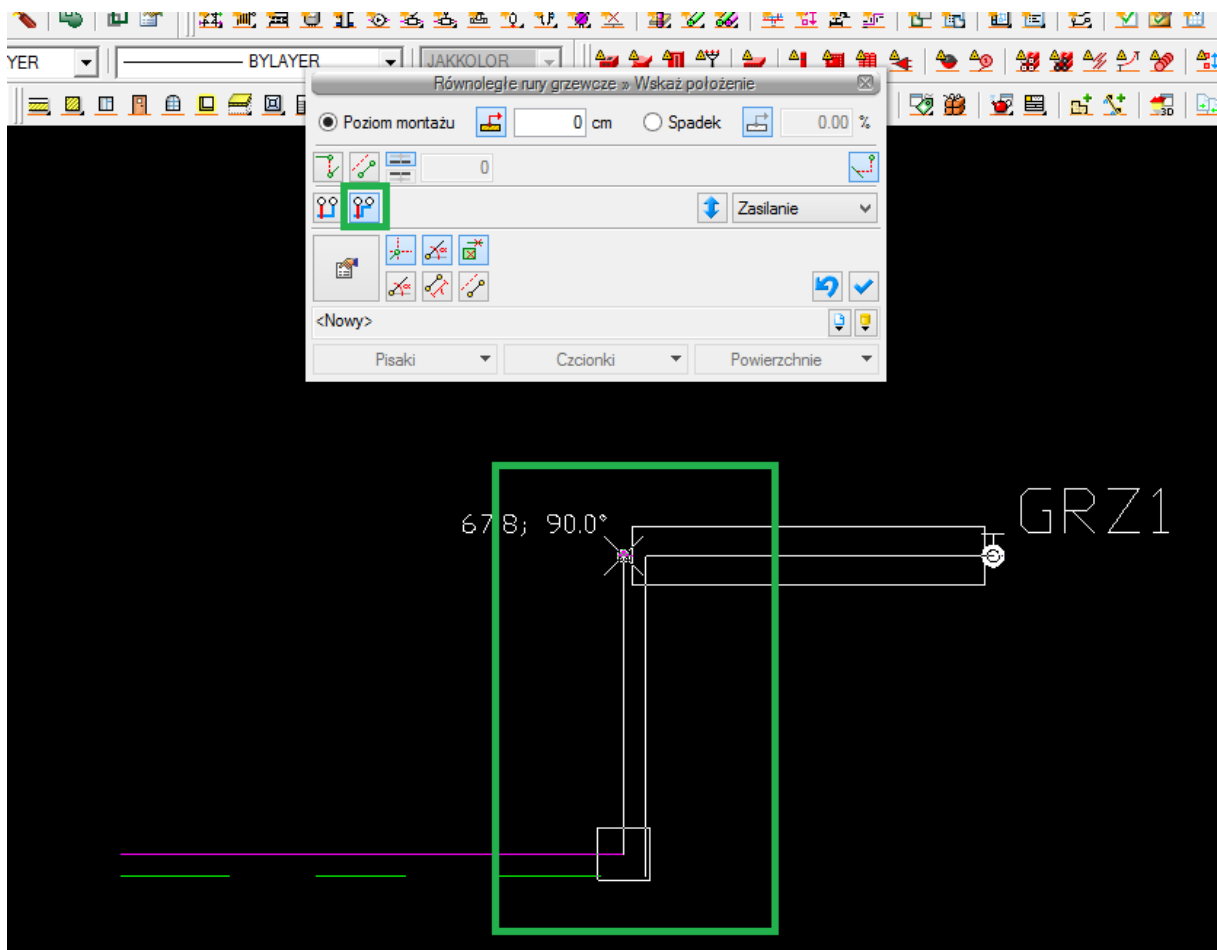 YER
BYLAYER
JAKKOLOR
Równoległe rury grzewcze » Wskaż położenie
Poziom montażu 0 cm Spadek 0.00 %
0
Zasilanie
<Nowy>
Pisaki Czcionki Powierzchnie
67.8; 90.0°
GRZ1